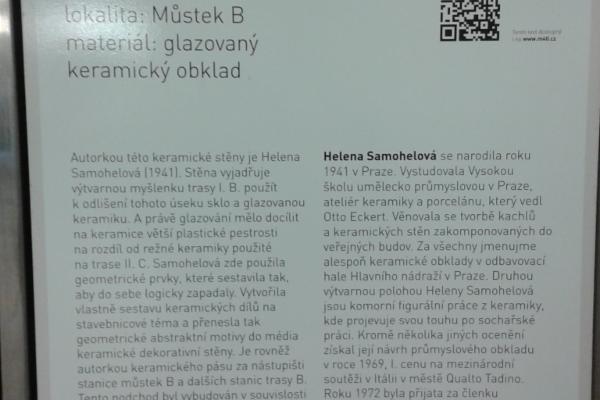 lokalita: Můstek B
materiál: glazovaný
keramický obklad
Autorkou této keramické stěny je Helena
Samohelová (1941). Stěna vyjadřuje
výtvarnou myšlenku trasy I. B. použít
k odlišení tohoto úseku sklo a glazovanou
keramiku. A právě glazování mělo docílit
na keramice větší plastické pestrosti
na rozdíl od režné keramiky použité
na trase II. C. Samohelová zde použila
geometrické prvky, které sestavila tak,
aby do sebe logicky zapadaly. Vytvořila
vlastně sestavu keramických dílů na
stavebnicové téma a přenesla tak
geometrické abstraktní motivy do média
keramické dekorativní stěny. Je rovněž
autorkou keramického pásu za nástupišti
stanice můstek B a dalších stanic trasy B.
Tento podchod byl vybudován v souvislosti
Helena Samohelová se narodila roku
1941 v Praze. Vystudovala Vysokou
školu umělecko průmyslovou v Praze,
ateliér keramiky a porcelánu, který vedl
Otto Eckert. Věnovala se tvorbě kachlů
a keramických stěn zakomponovaných do
veřejných budov. Za všechny jmenujme
alespoň keramické obklady v odbavovací
hale Hlavního nádraží v Praze. Druhou
výtvarnou polohou Heleny Samohelové
jsou komorní figurální práce z keramiky,
kde projevuje svou touhu po sochařské
práci. Kromě několika jiných ocenění
získal její návrh průmyslového obkladu
v roce 1969, I. cenu na mezinárodní
soutěži v Itálii v městě Qualto Tadino.
Roku 1972 byla přijata za členku